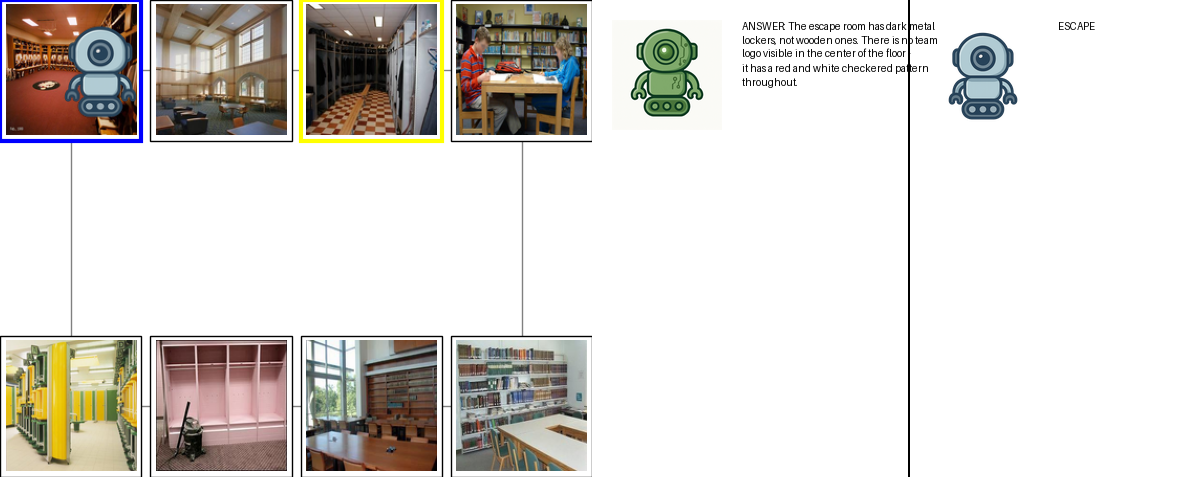 ANSWER: The escape room has dark metal
lockers, not wooden ones. There is no team
logo visible in the center of the floor;
it has a red and white checkered pattern
throughout.
ESCAPE